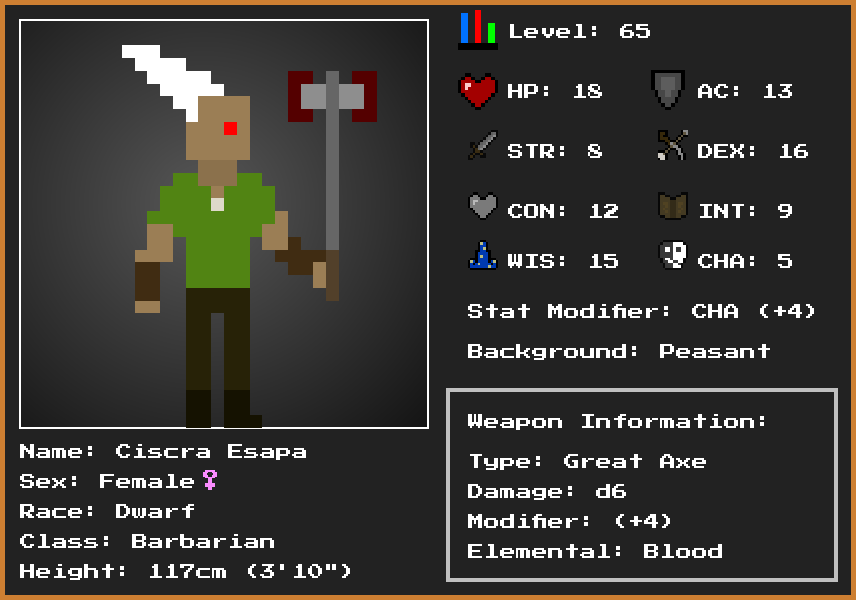 Level: 65
HP: 18 AC: 13
STR: 8 DEX: 16
CON: 12 INT: 9
WIS: 15 CHA: 5
Stat Modifier: CHA (+4)
Background: Peasant
Weapon Information:
Type: Great Axe
Damage: d6
Modifier: (+4)
Elemental: Blood
Name: Ciscra Esapa
Sex: Female♀
Race: Dwarf
Class: Barbarian
Height: 117cm (3'10")